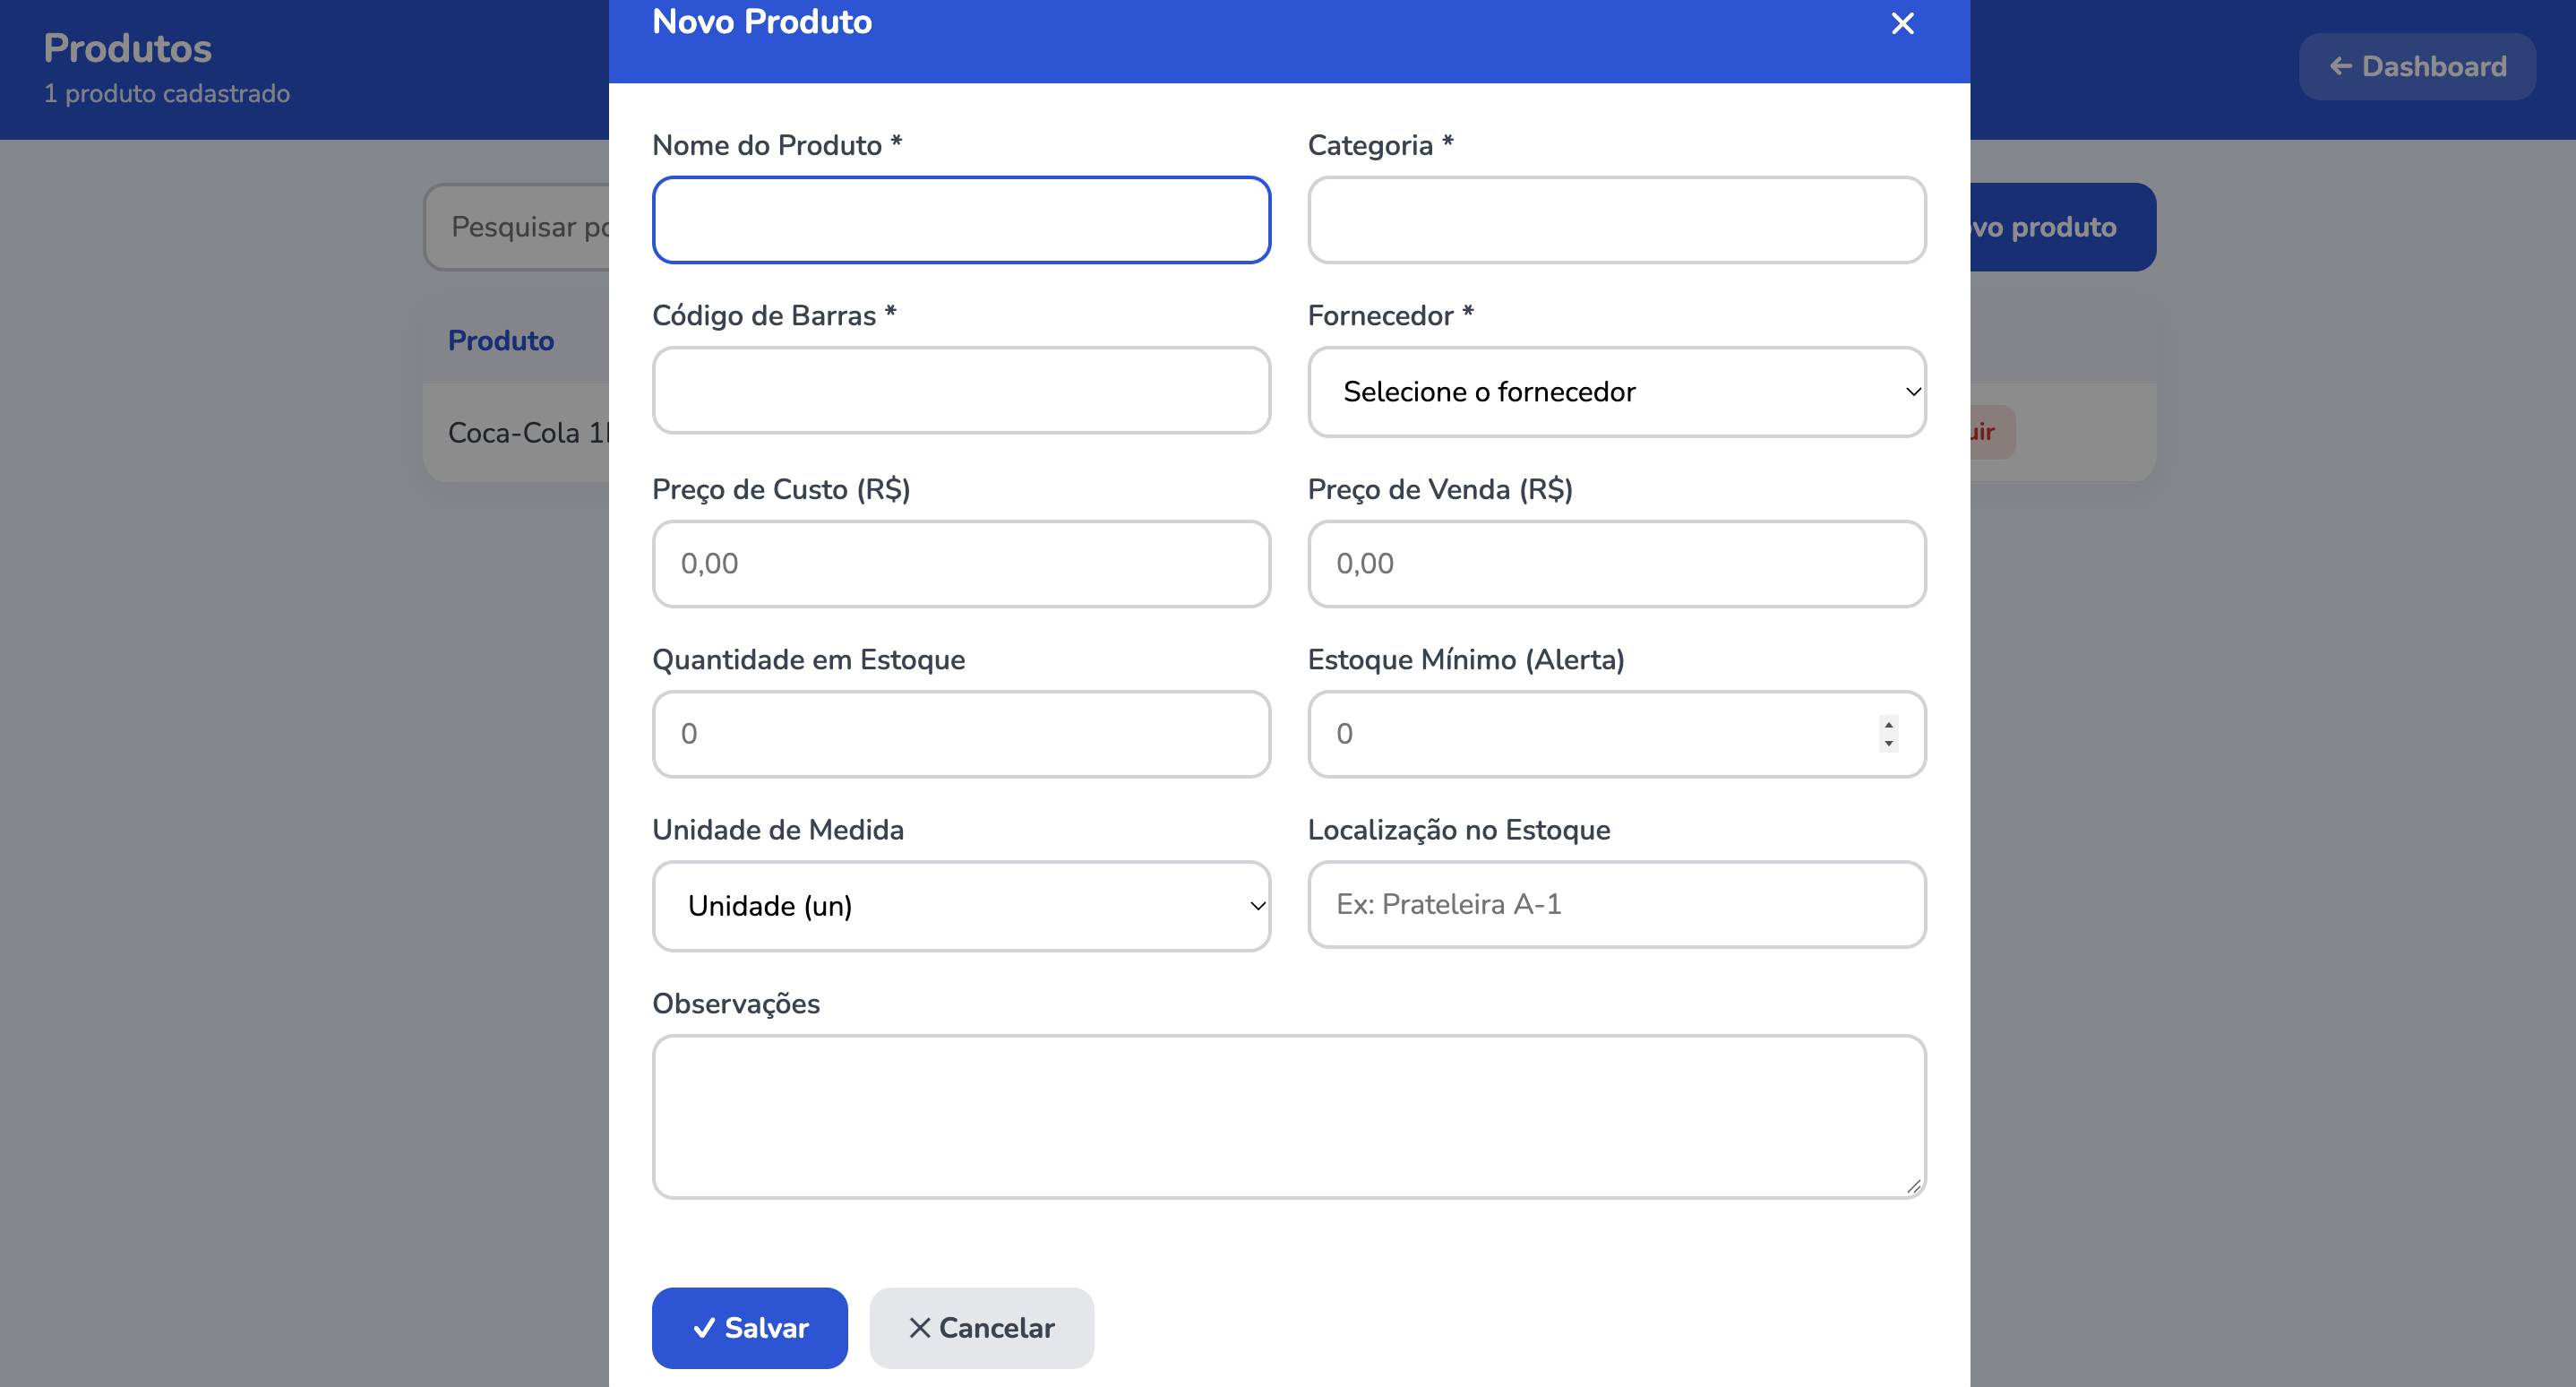 Produtos
1 produto cadastrado
Novo Produto
← Dashboard
Pesquisar
vo produto
Produto
Coca-Cola
uir
Nome do Produto *
Categoria *
Código de Barras *
Fornecedor *
Selecione o fornecedor
Preço de Custo (R$)
Preço de Venda (R$)
0,00
0,00
Quantidade em Estoque
Estoque Mínimo (Alerta)
0
0
Unidade de Medida
Localização no Estoque
Unidade (un)
Ex: Prateleira A-1
Observações
Salvar
Cancelar